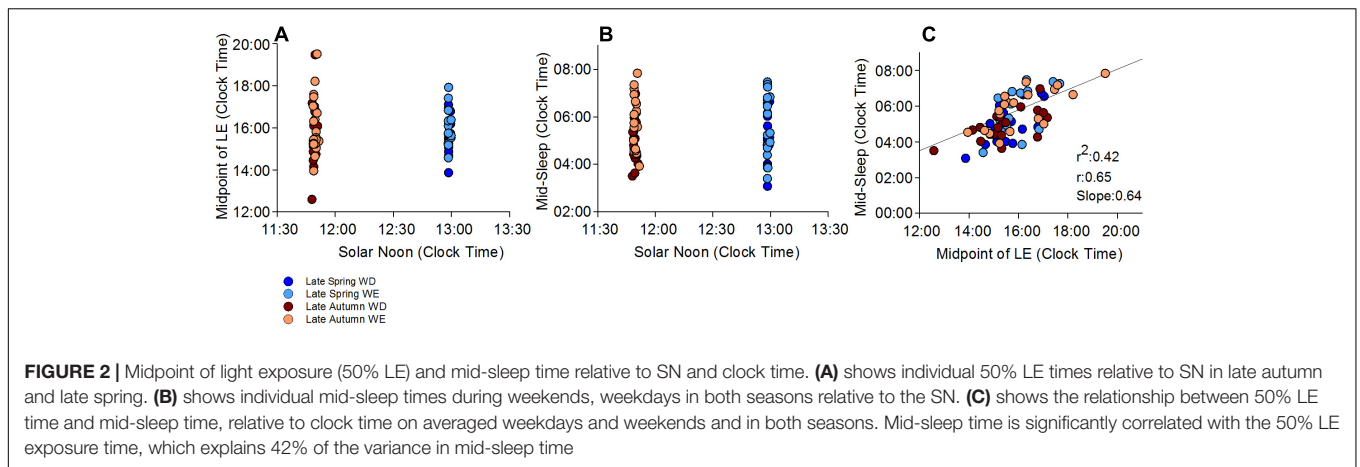 A
Midpoint of LE (Clock Time)
20:00
18:00
16:00
14:00
12:00
11:30 12:00 12:30 13:00 13:30
Solar Noon (Clock Time)
B
Mid-Sleep (Clock Time)
08:00
06:00
04:00
02:00
11:30 12:00 12:30 13:00 13:30
Solar Noon (Clock Time)
C
Mid-Sleep (Clock Time)
08:00
06:00
04:00
02:00
00:00
r²:0.42
r:0.65
Slope:0.64
12:00 14:00 16:00 18:00 20:00
Midpoint of LE (Clock Time)
Late Spring WD
Late Spring WE
Late Autumn WD
Late Autumn WE
FIGURE 2 | Midpoint of light exposure (50% LE) and mid-sleep time relative to SN and clock time. (A) shows individual 50% LE times relative to SN in late autumn
and late spring. (B) shows individual mid-sleep times during weekends, weekdays in both seasons relative to the SN. (C) shows the relationship between 50% LE
time and mid-sleep time, relative to clock time on averaged weekdays and weekends and in both seasons. Mid-sleep time is significantly correlated with the 50% LE
exposure time, which explains 42% of the variance in mid-sleep time